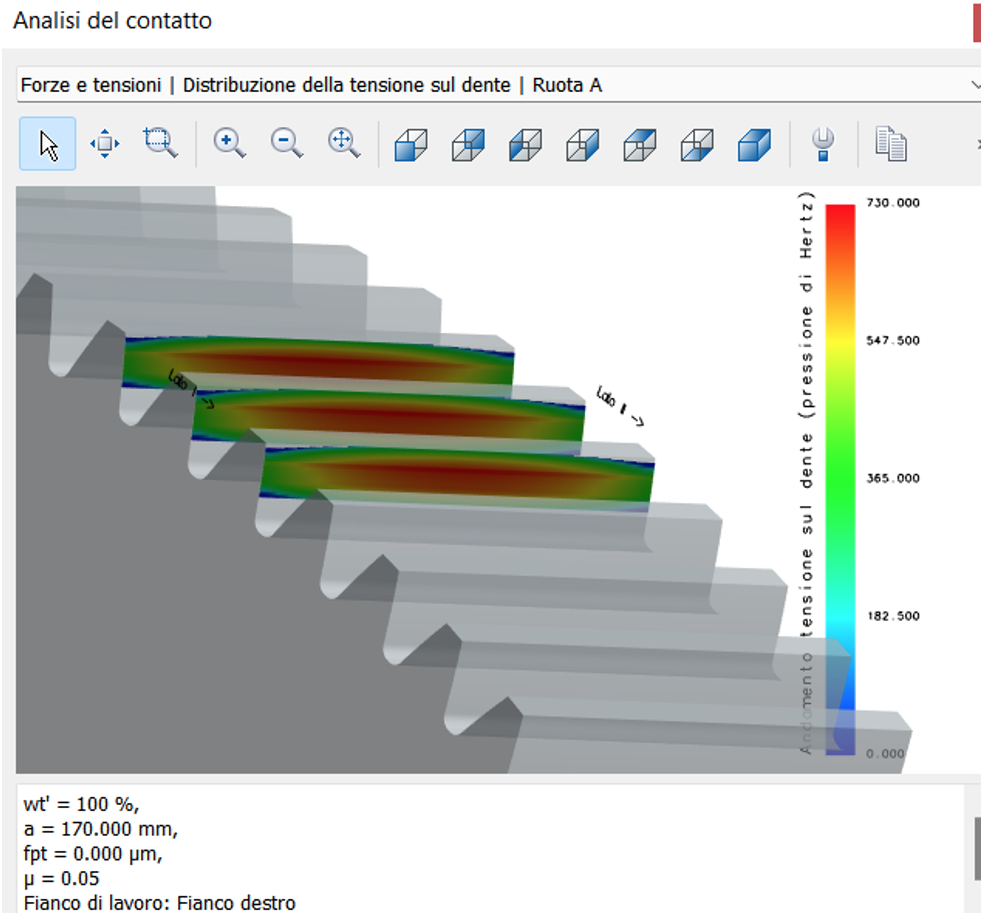 Analisi del contatto
Forze e tensioni | Distribuzione della tensione sul dente | Ruota A
730.000
547.500
365.000
182.500
0.000
Andamento tensione sul dente (pressione di Hertz)
Lato I ->
Lato II ->
wt' = 100 %,
a = 170.000 mm,
fpt = 0.000 µm,
µ = 0.05
Fianco di lavoro: Fianco destro